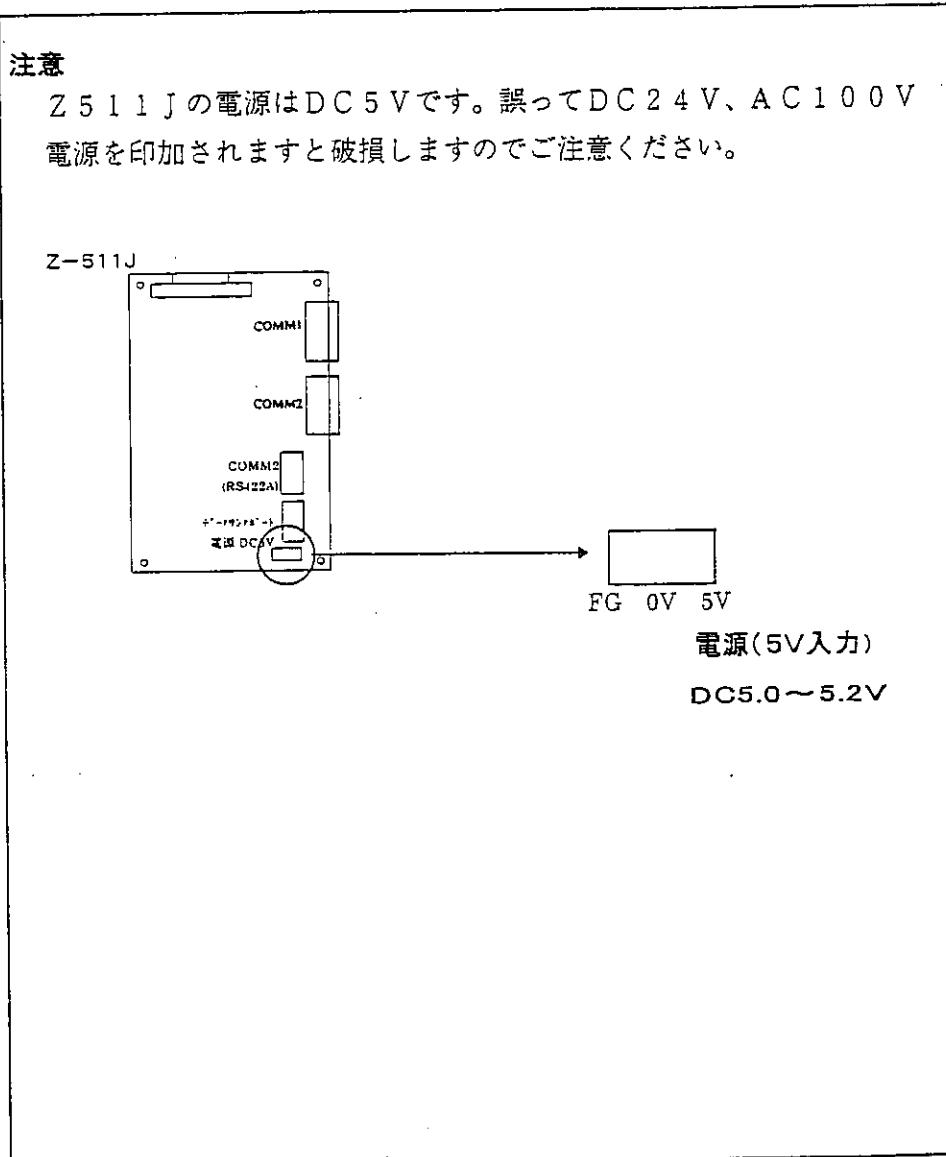 注意
Z511Jの電源はDC5Vです。誤ってDC24V、AC100V
電源を印加されますと破損しますのでご注意ください。
Z-511J
COMM1
COMM2
COMM2
(RS422A)
電源 DC5V
FG 0V 5V
電源(5V入力)
DC5.0~5.2V